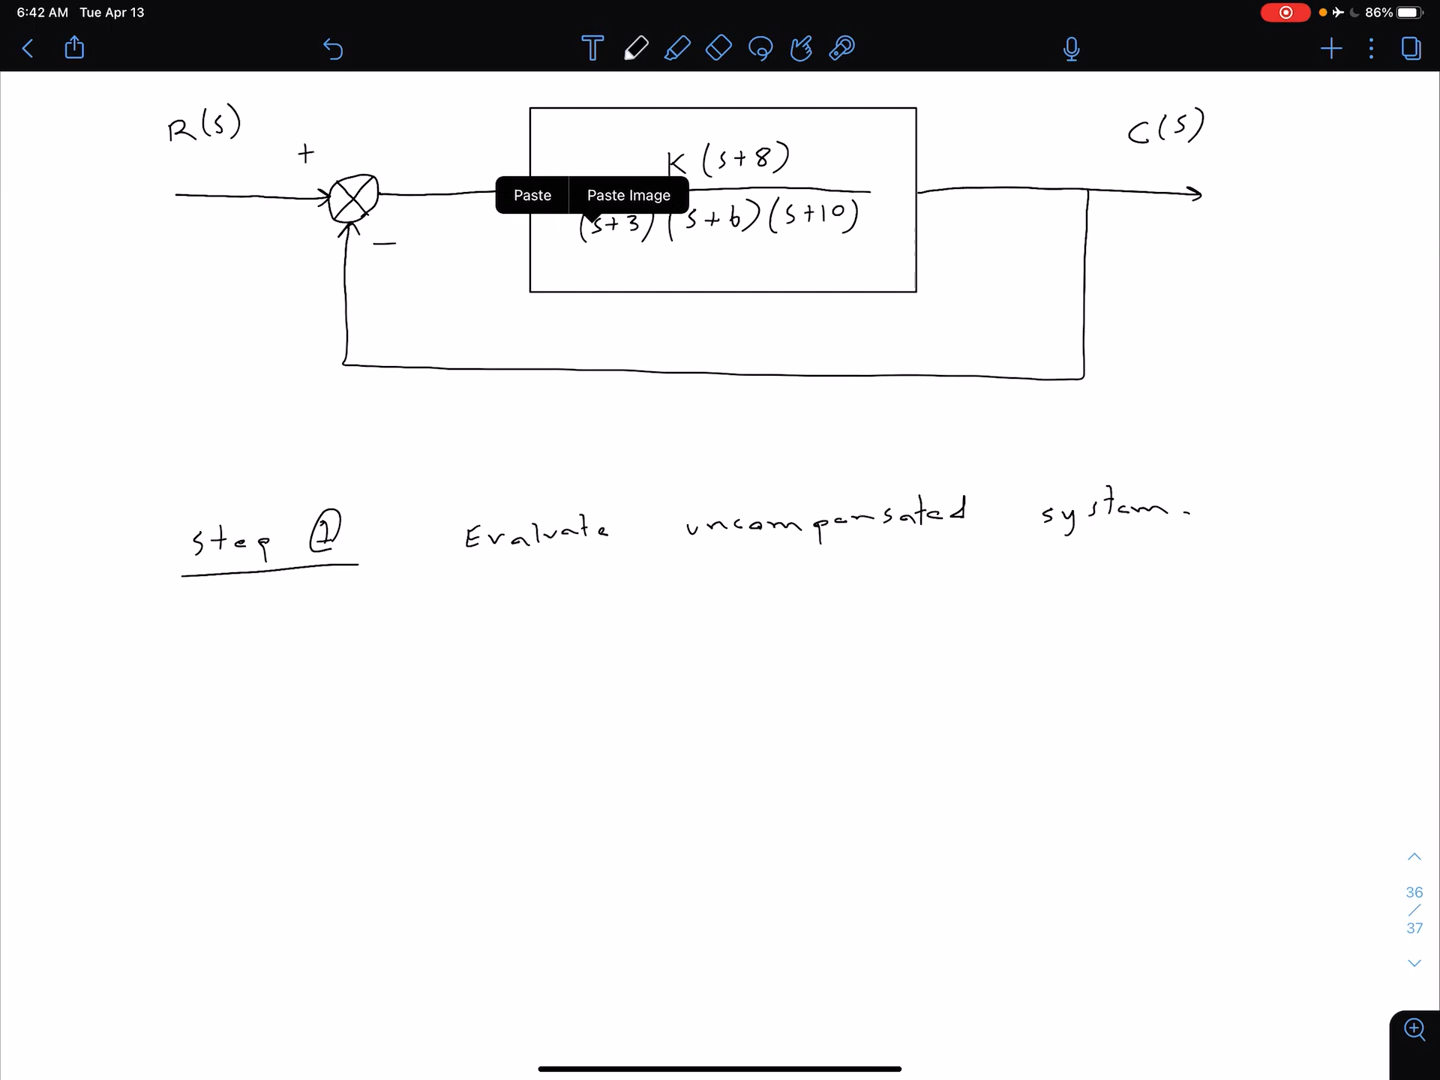 6:42 AM Tue Apr 13 86%
R(s)
+
K (s+8)
C(s)
Paste Paste Image
(s+3) (s+6) (s+10)
−
step ① Evaluate uncompensated system.
36
/
37